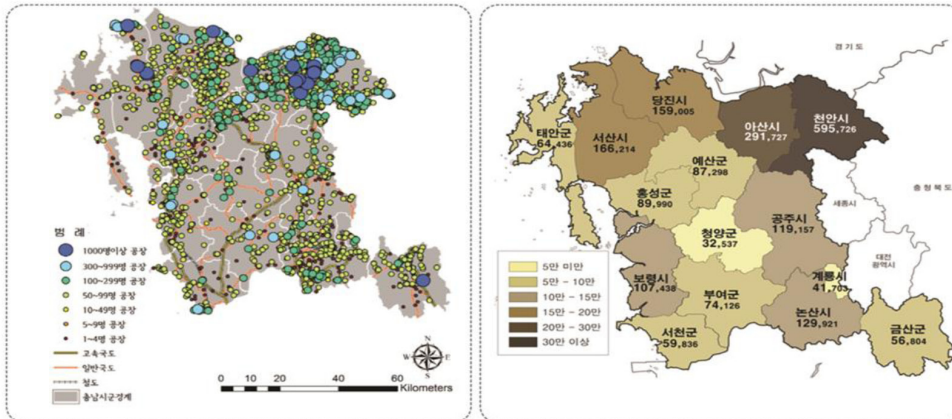 범 례
1000명이상 공장
300~999명 공장
100~299명 공장
50~99명 공장
10~49명 공장
5~9명 공장
1~4명 공장
고속국도
일반국도
철도
충남시군경계
N
W E
S
0 10 20 40 60
Kilometers
경 기 도
당진시
159,005
아산시
291,727
천안시
595,726
태안군
64,436
서산시
166,214
예산군
87,298
홍성군
89,990
충 청 북 도
세종시
공주시
119,157
청양군
32,537
대전
광역시
계룡시
41,703
보령시
107,438
부여군
74,126
논산시
129,921
금산군
56,804
서천군
59,836
5만 미만
5만 – 10만
10만 – 15만
15만 – 20만
20만 – 30만
30만 이상